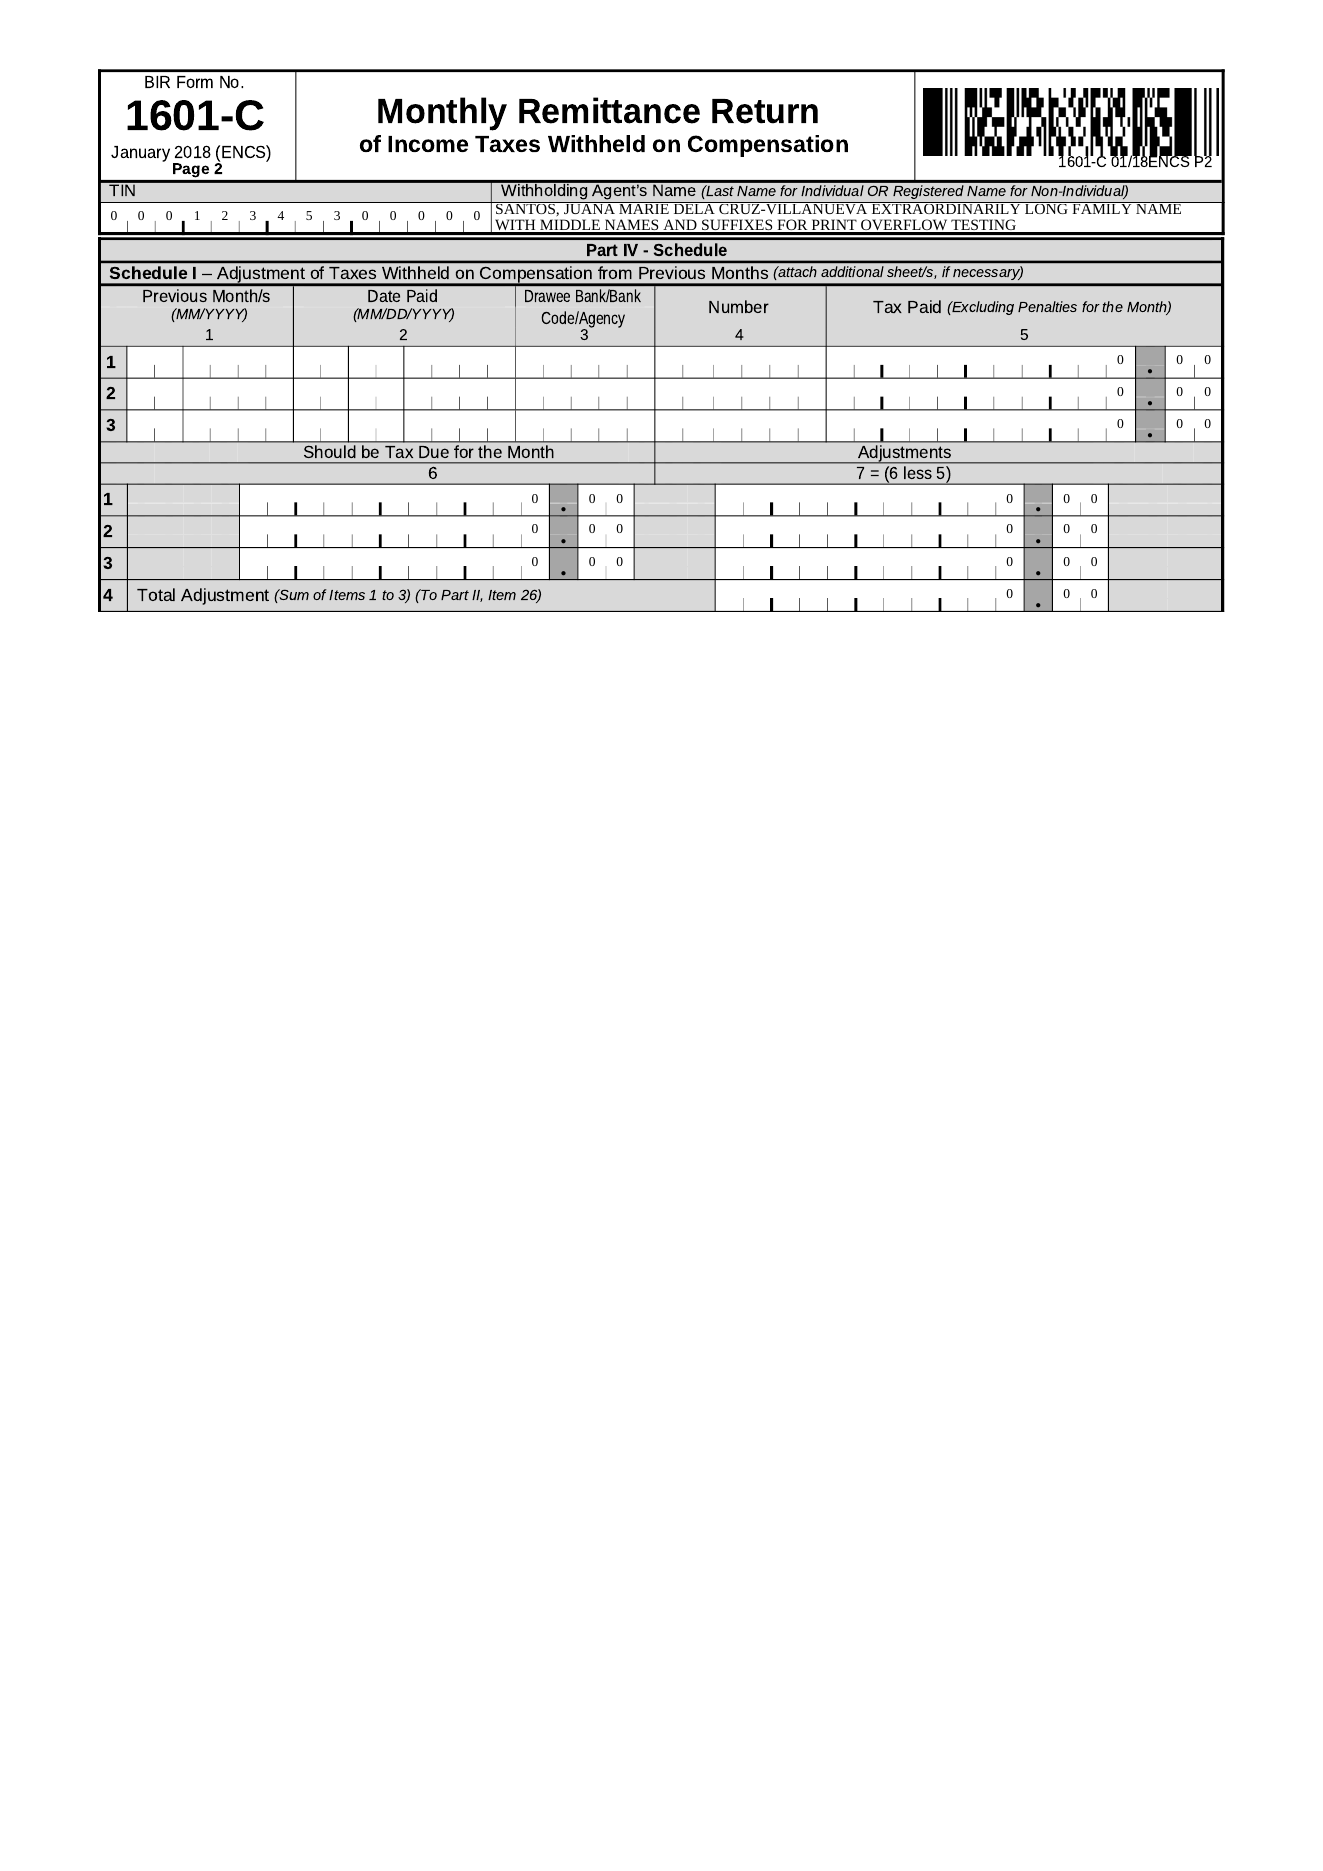 BIR Form No.
1601-C
January 2018 (ENCS)
Page 2
Monthly Remittance Return
of Income Taxes Withheld on Compensation
1601-C 01/18ENCS P2
TIN
Withholding Agent's Name (Last Name for Individual OR Registered Name for Non-Individual)
0 0 0 1 2 3 4 5 3 0 0 0 0 0
SANTOS, JUANA MARIE DELA CRUZ-VILLANUEVA EXTRAORDINARILY LONG FAMILY NAME
WITH MIDDLE NAMES AND SUFFIXES FOR PRINT OVERFLOW TESTING
Part IV - Schedule
Schedule I – Adjustment of Taxes Withheld on Compensation from Previous Months (attach additional sheet/s, if necessary)
Previous Month/s
(MM/YYYY)
1
Date Paid
(MM/DD/YYYY)
2
Drawee Bank/Bank
Code/Agency
3
Number
4
Tax Paid (Excluding Penalties for the Month)
5
1 0 . 0 0
2 0 . 0 0
3 0 . 0 0
Should be Tax Due for the Month
6
Adjustments
7 = (6 less 5)
1 0 . 0 0 0 . 0 0
2 0 . 0 0 0 . 0 0
3 0 . 0 0 0 . 0 0
4 Total Adjustment (Sum of Items 1 to 3) (To Part II, Item 26) 0 . 0 0